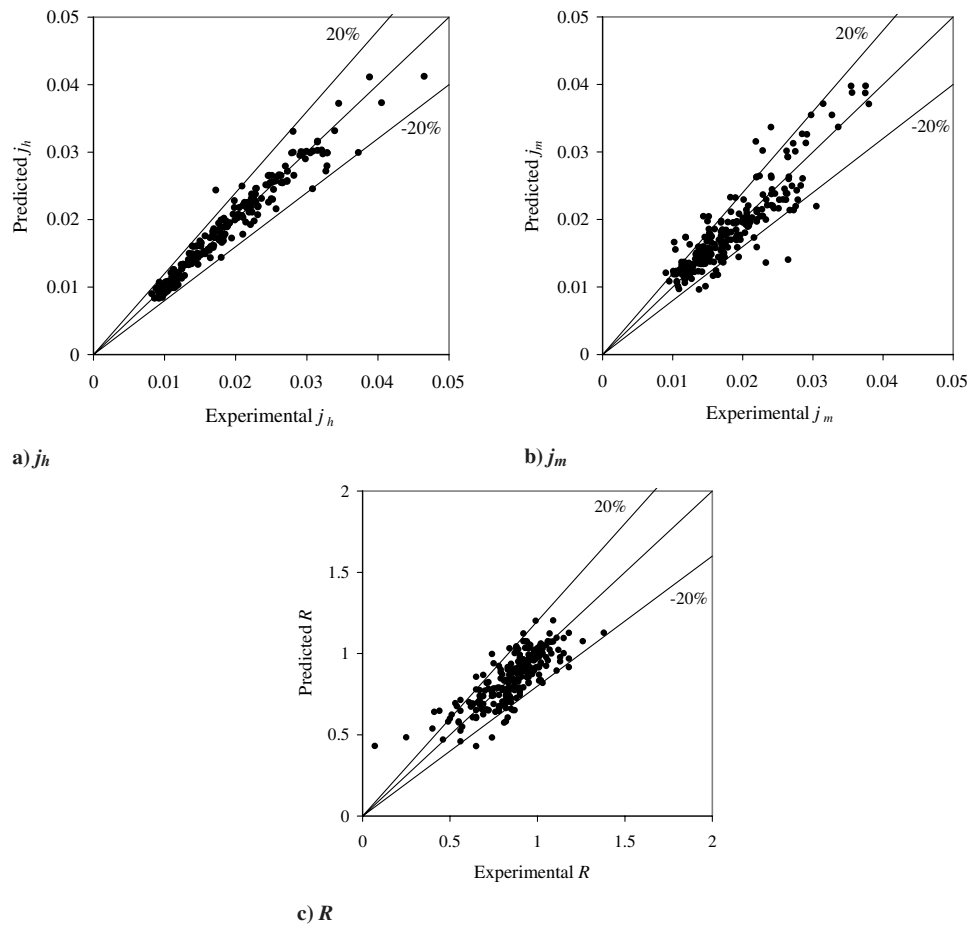 0.05
0.04
0.03
0.02
0.01
0
Predicted j_h
20%
-20%
0 0.01 0.02 0.03 0.04 0.05
Experimental j_h
a) j_h
0.05
0.04
0.03
0.02
0.01
0
Predicted j_m
20%
-20%
0 0.01 0.02 0.03 0.04 0.05
Experimental j_m
b) j_m
2
1.5
1
0.5
0
Predicted R
20%
-20%
0 0.5 1 1.5 2
Experimental R
c) R